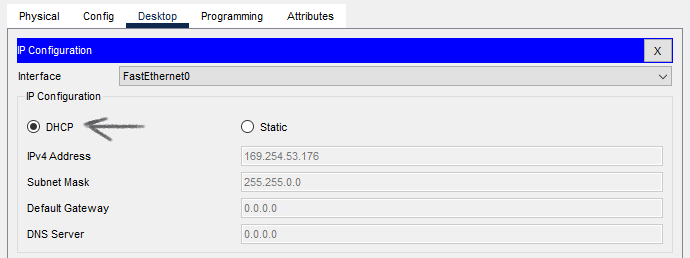 Physical Config Desktop Programming Attributes
IP Configuration X
Interface FastEthernet0
IP Configuration
DHCP Static
IPv4 Address 169.254.53.176
Subnet Mask 255.255.0.0
Default Gateway 0.0.0.0
DNS Server 0.0.0.0